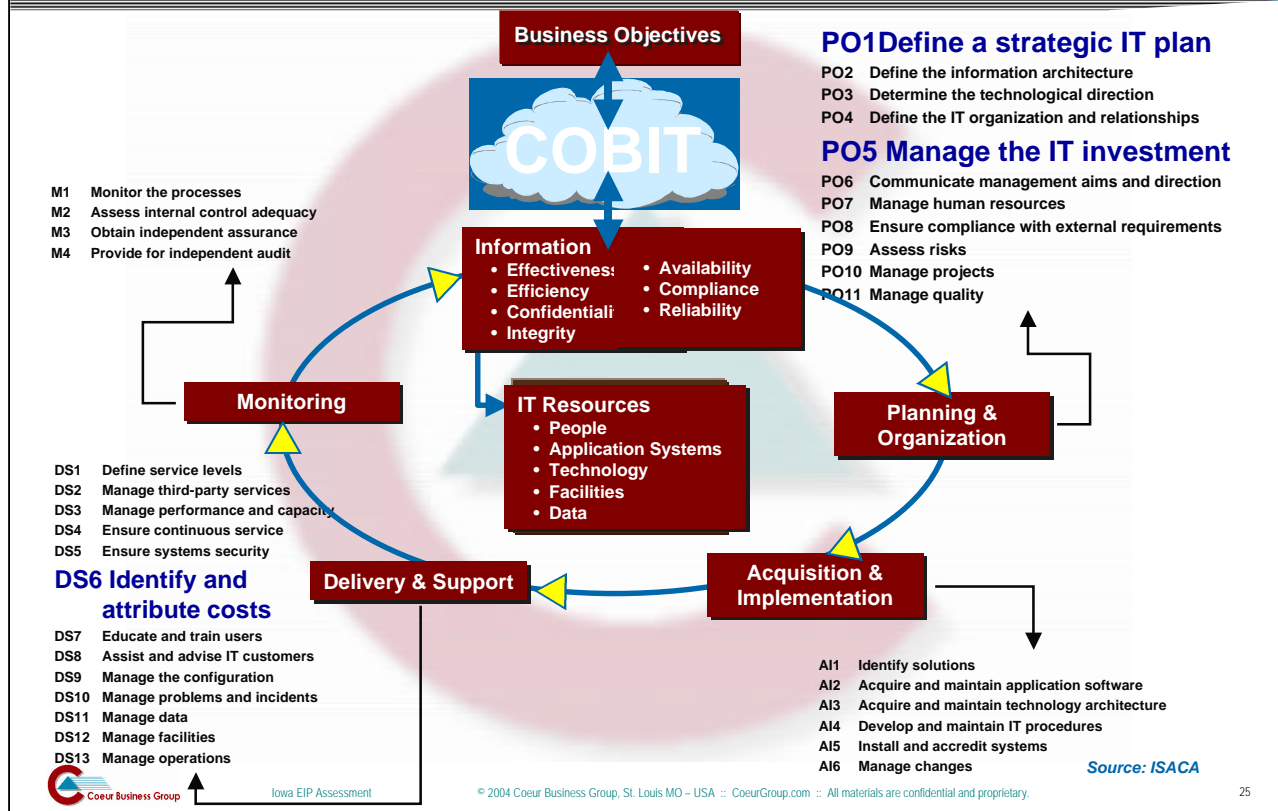 Business Objectives
COBIT
PO1Define a strategic IT plan
PO2 Define the information architecture
PO3 Determine the technological direction
PO4 Define the IT organization and relationships
PO5 Manage the IT investment
PO6 Communicate management aims and direction
PO7 Manage human resources
PO8 Ensure compliance with external requirements
PO9 Assess risks
PO10 Manage projects
PO11 Manage quality
M1 Monitor the processes
M2 Assess internal control adequacy
M3 Obtain independent assurance
M4 Provide for independent audit
Information
• Effectiveness
• Efficiency
• Confidentiali
• Integrity
• Availability
• Compliance
• Reliability
Monitoring
IT Resources
• People
• Application Systems
• Technology
• Facilities
• Data
Planning &
Organization
DS1 Define service levels
DS2 Manage third-party services
DS3 Manage performance and capacity
DS4 Ensure continuous service
DS5 Ensure systems security
DS6 Identify and
attribute costs
DS7 Educate and train users
DS8 Assist and advise IT customers
DS9 Manage the configuration
DS10 Manage problems and incidents
DS11 Manage data
DS12 Manage facilities
DS13 Manage operations
Delivery & Support
Acquisition &
Implementation
AI1 Identify solutions
AI2 Acquire and maintain application software
AI3 Acquire and maintain technology architecture
AI4 Develop and maintain IT procedures
AI5 Install and accredit systems
AI6 Manage changes
Source: ISACA
Coeur Business Group
Iowa EIP Assessment
© 2004 Coeur Business Group, St. Louis MO – USA :: CoeurGroup.com :: All materials are confidential and proprietary.
25